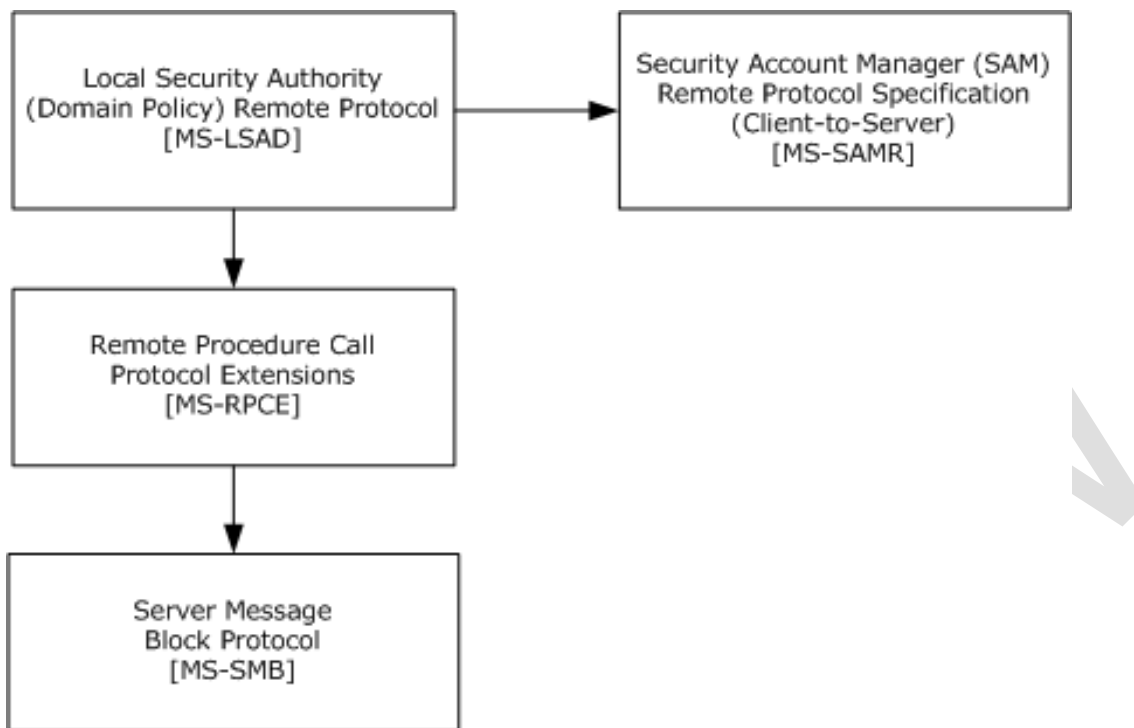 Local Security Authority
(Domain Policy) Remote Protocol
[MS-LSAD]
Security Account Manager (SAM)
Remote Protocol Specification
(Client-to-Server)
[MS-SAMR]
Remote Procedure Call
Protocol Extensions
[MS-RPCE]
Server Message
Block Protocol
[MS-SMB]